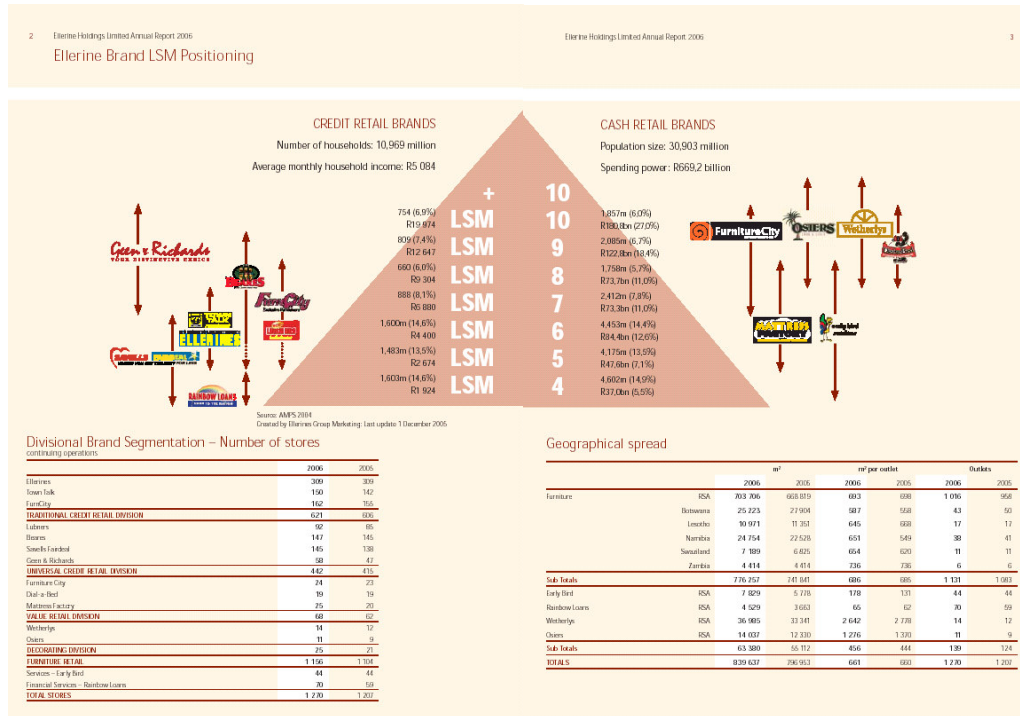 2 Ellerine Holdings Limited Annual Report 2006
Ellerine Brand LSM Positioning
Ellerine Holdings Limited Annual Report 2006 3
CREDIT RETAIL BRANDS
Number of households: 10,969 million
Average monthly household income: R5 084
CASH RETAIL BRANDS
Population size: 30,903 million
Spending power: R669,2 billion
+ 10
754 (6,9%) LSM 10 1,857m (6,0%)
R19 974 R180,8bn (27,0%)
809 (7,4%) LSM 9 2,085m (6,7%)
R12 647 R122,8bn (18,4%)
660 (6,0%) LSM 8 1,758m (5,7%)
R9 304 R73,7bn (11,0%)
888 (8,1%) LSM 7 2,412m (7,8%)
R6 880 R73,3bn (11,0%)
1,600m (14,6%) LSM 6 4,453m (14,4%)
R4 400 R84,4bn (12,6%)
1,483m (13,5%) LSM 5 4,175m (13,5%)
R2 674 R47,6bn (7,1%)
1,603m (14,6%) LSM 4 4,602m (14,9%)
R1 924 R37,0bn (5,5%)
Geen & Richards
YOUR DISTINCTIVE CHOICE
FurnCity
ELLERINES
RAINBOW LOANS
FurnitureCity
OSIERS
Wetherlys
MATTRESS
FACTORY
early bird
Source: AMPS 2004
Created by Ellerines Group Marketing: Last update 1 December 2005
Divisional Brand Segmentation – Number of stores
continuing operations
2006 2005
Ellerines 309 309
Town Talk 150 142
FurnCity 162 155
TRADITIONAL CREDIT RETAIL DIVISION 621 606
Lubners 92 85
Beares 147 145
Savells Fairdeal 145 138
Geen & Richards 58 47
UNIVERSAL CREDIT RETAIL DIVISION 442 415
Furniture City 24 23
Dial-a-Bed 19 19
Mattress Factory 25 20
VALUE RETAIL DIVISION 68 62
Wetherlys 14 12
Osiers 11 9
DECORATING DIVISION 25 21
FURNITURE RETAIL 1 156 1 104
Services – Early Bird 44 44
Financial Services – Rainbow Loans 70 59
TOTAL STORES 1 270 1 207
Geographical spread
m² m² per outlet Outlets
2006 2005 2006 2005 2006 2005
Furniture RSA 703 706 668 819 693 698 1 016 958
Botswana 25 223 27 904 587 558 43 50
Lesotho 10 971 11 351 645 668 17 17
Namibia 24 754 22 528 651 549 38 41
Swaziland 7 189 6 825 654 620 11 11
Zambia 4 414 4 414 736 736 6 6
Sub Totals 776 257 741 841 686 685 1 131 1 083
Early Bird RSA 7 829 5 778 178 131 44 44
Rainbow Loans RSA 4 529 3 663 65 62 70 59
Wetherlys RSA 36 985 33 341 2 642 2 778 14 12
Osiers RSA 14 037 12 330 1 276 1 370 11 9
Sub Totals 63 380 55 112 456 444 139 124
TOTALS 839 637 796 953 661 660 1 270 1 207